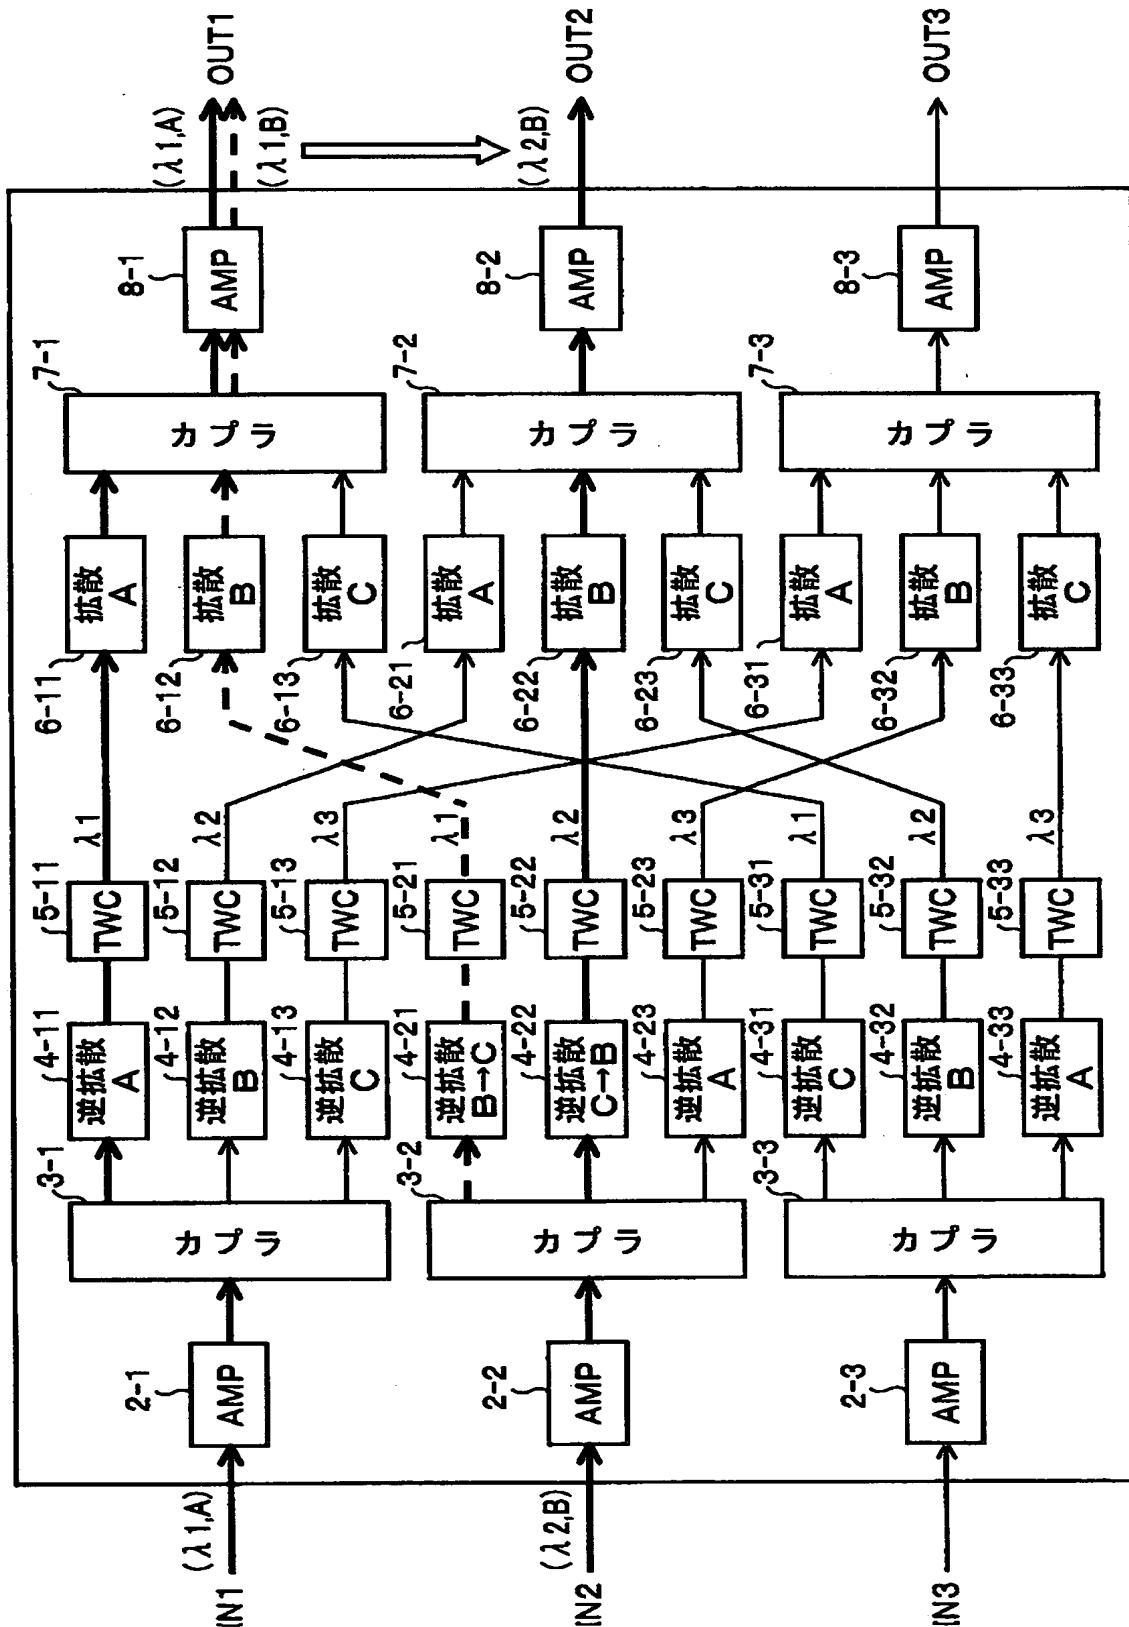 IN1
(λ1,A)
2-1
AMP
3-1
カプラ
4-11
逆拡散
A
5-11
TWC
λ1
6-11
拡散
A
4-12
逆拡散
B
5-12
TWC
λ2
6-12
拡散
B
4-13
逆拡散
C
5-13
TWC
λ3
6-13
拡散
C
7-1
カプラ
8-1
AMP
(λ1,A)
OUT1
(λ1,B)
IN2
(λ2,B)
2-2
AMP
3-2
カプラ
4-21
逆拡散
B→C
5-21
TWC
λ1
6-21
拡散
A
4-22
逆拡散
C→B
5-22
TWC
λ2
6-22
拡散
B
4-23
逆拡散
A
5-23
TWC
λ3
6-23
拡散
C
7-2
カプラ
8-2
AMP
(λ2,B)
OUT2
IN3
2-3
AMP
3-3
カプラ
4-31
逆拡散
C
5-31
TWC
λ1
6-31
拡散
A
4-32
逆拡散
B
5-32
TWC
λ2
6-32
拡散
B
4-33
逆拡散
A
5-33
TWC
λ3
6-33
拡散
C
7-3
カプラ
8-3
AMP
OUT3